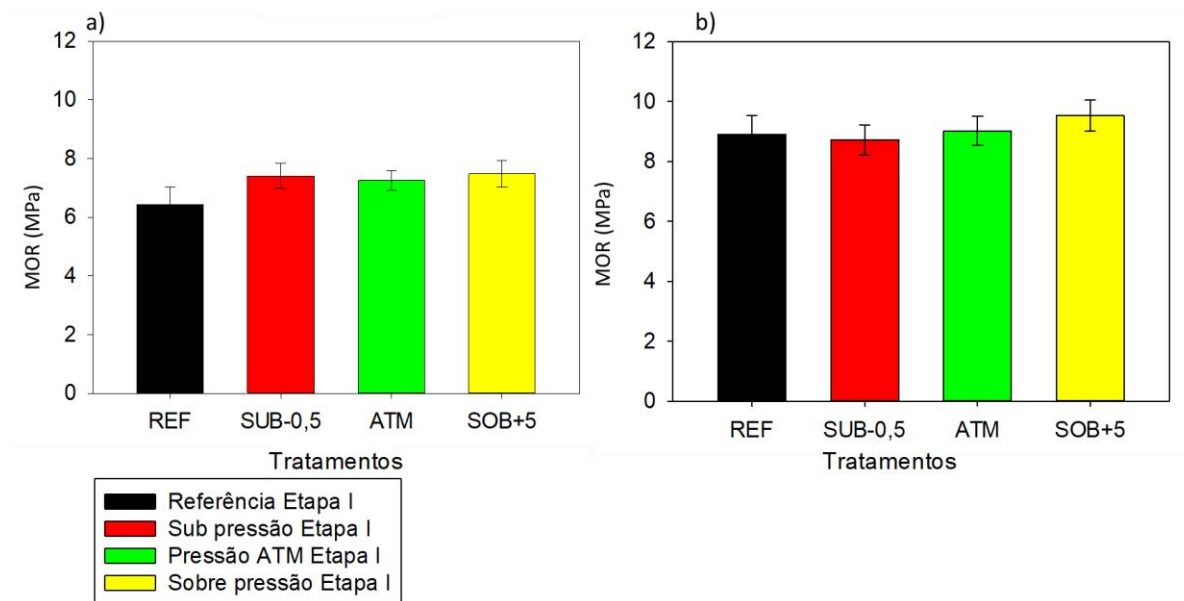 a)
12
10
8
6
4
2
0
MOR (MPa)
REF SUB-0,5 ATM SOB+5
Tratamentos
b)
12
10
8
6
4
2
0
MOR (MPa)
REF SUB-0,5 ATM SOB+5
Tratamentos
Referência Etapa I
Sub pressão Etapa I
Pressão ATM Etapa I
Sobre pressão Etapa I